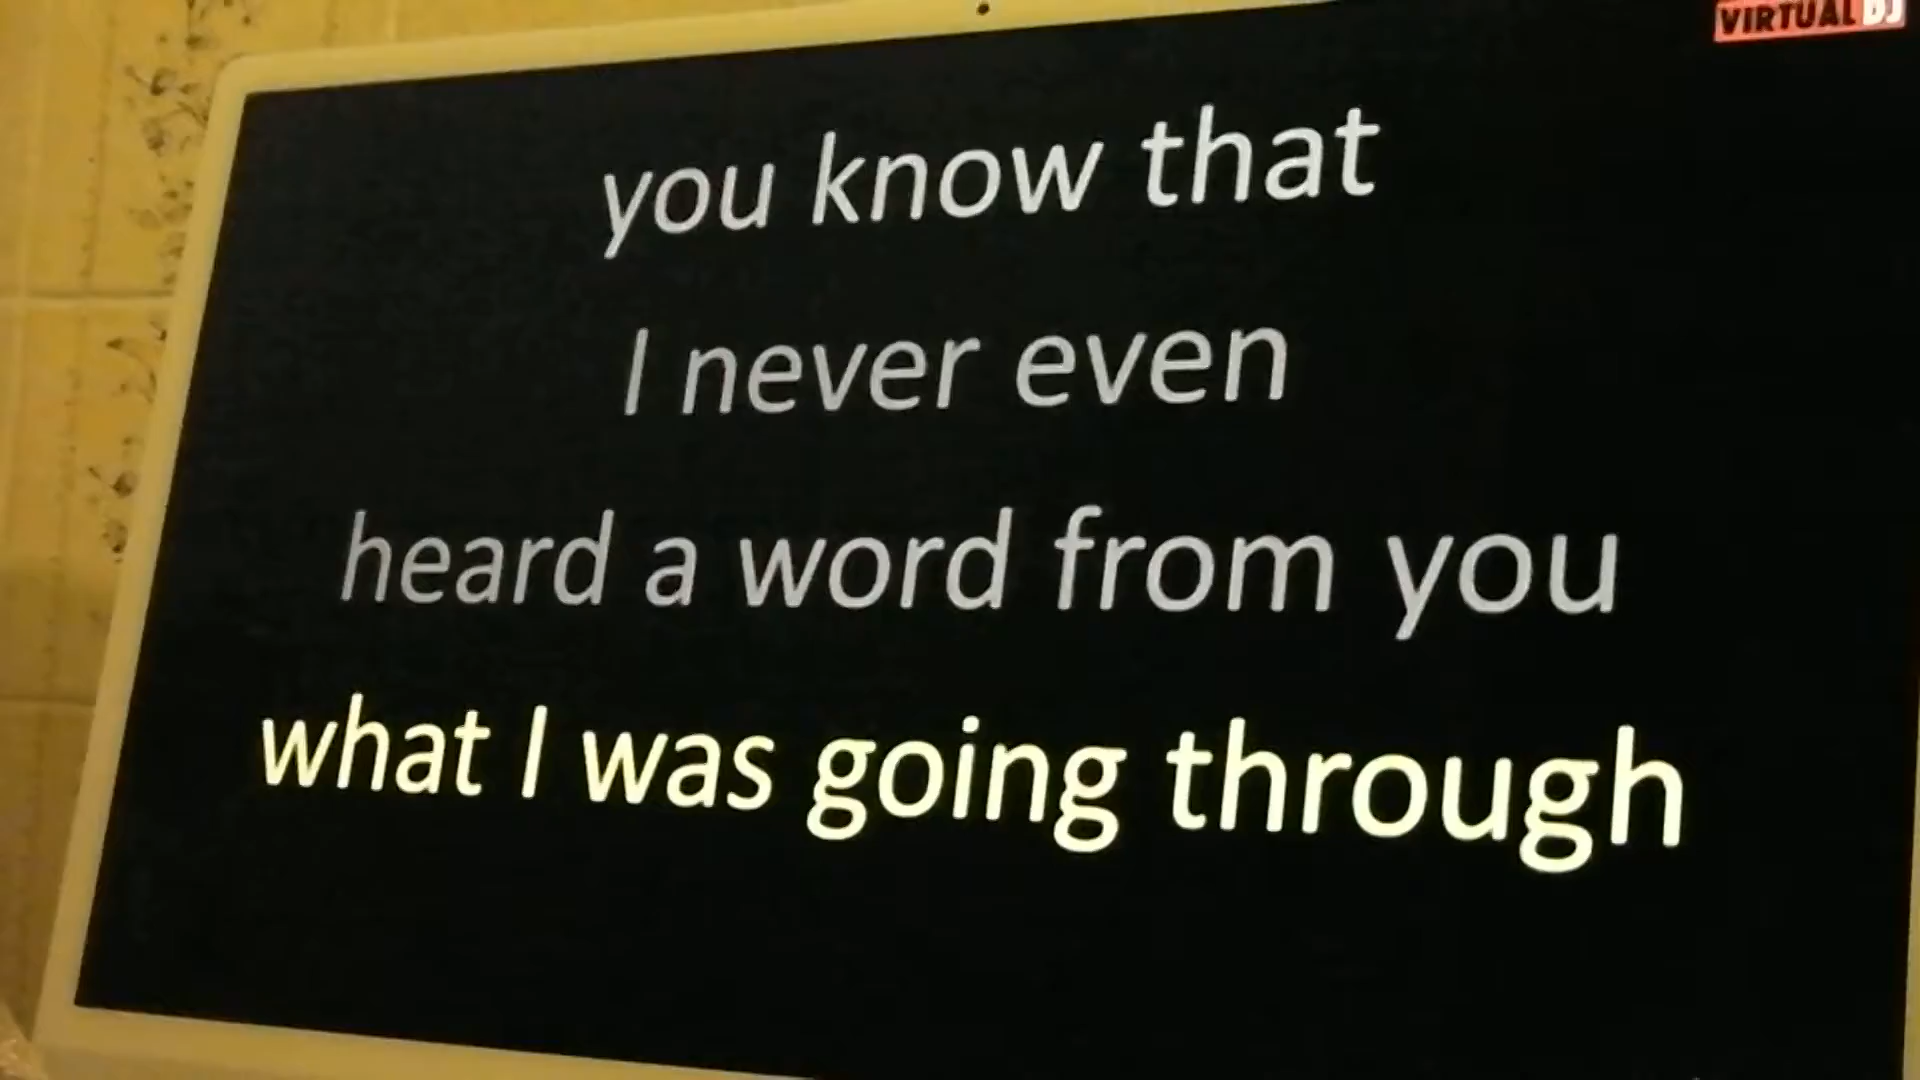 VIRTUAL DJ
you know that
I never even
heard a word from you
what I was going through